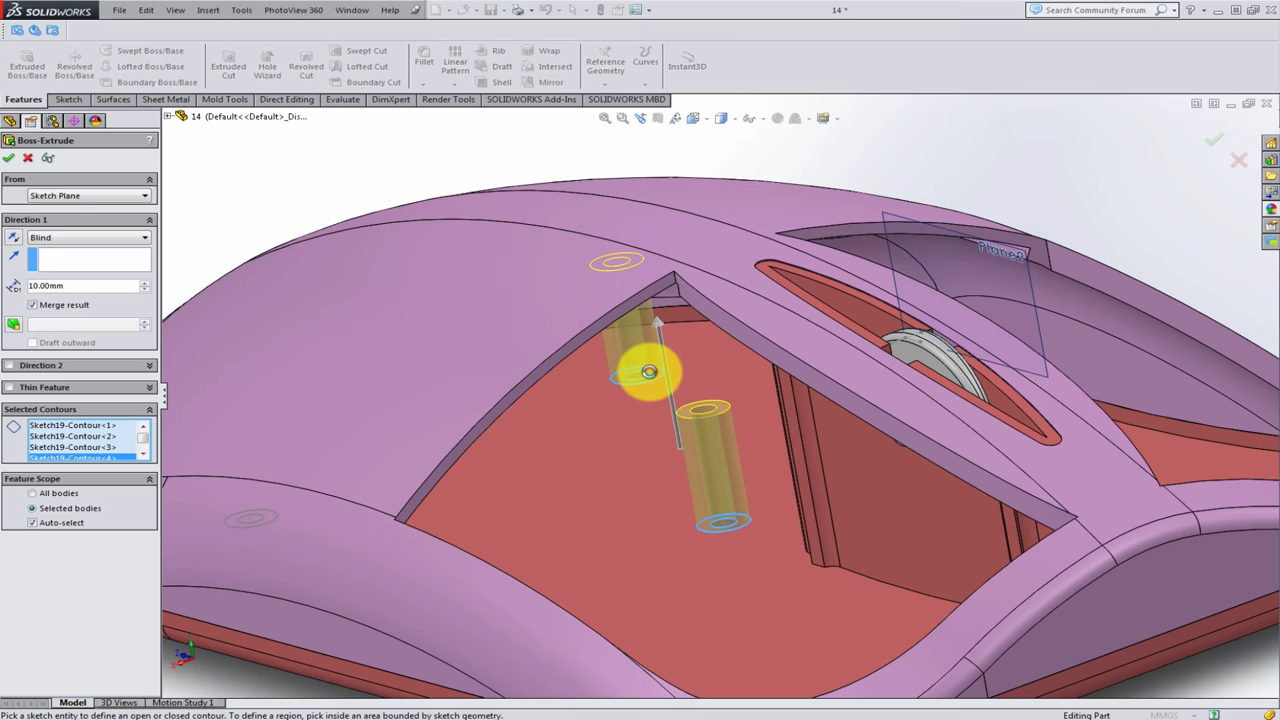 SOLIDWORKS File Edit View Insert Tools PhotoView 360 Window Help 14 * Search Community Forum
Extruded Boss/Base
Revolved Boss/Base
Swept Boss/Base
Lofted Boss/Base
Boundary Boss/Base
Extruded Cut
Hole Wizard
Revolved Cut
Swept Cut
Lofted Cut
Boundary Cut
Fillet
Linear Pattern
Rib
Draft
Shell
Wrap
Intersect
Mirror
Reference Geometry
Curves
Instant3D
Features Sketch Surfaces Sheet Metal Mold Tools Direct Editing Evaluate DimXpert Render Tools SOLIDWORKS Add-Ins SOLIDWORKS MBD
14 (Default<<Default>_Dis...
Boss-Extrude ?
From
Sketch Plane
Direction 1
Blind
D1 10.00mm
Merge result
Draft outward
Direction 2
Thin Feature
Selected Contours
Sketch19-Contour<1>
Sketch19-Contour<2>
Sketch19-Contour<3>
Sketch19-Contour<4>
Feature Scope
All bodies
Selected bodies
Auto-select
Plane2
Model 3D Views Motion Study 1
Pick a sketch entity to define an open or closed contour. To define a region, pick inside an area bounded by sketch geometry. Editing Part MMGS